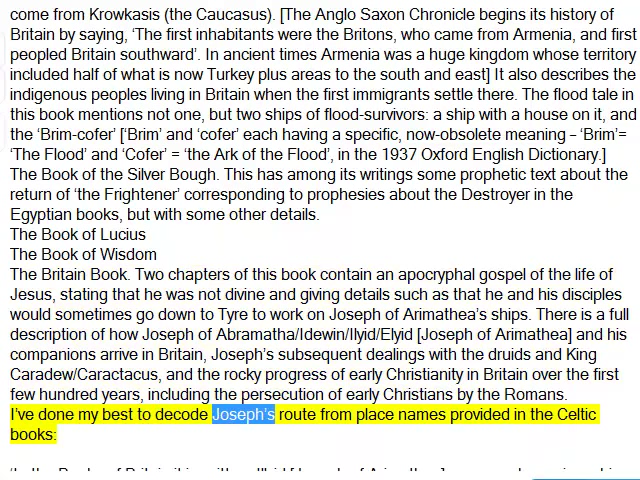 come from Krowkasis (the Caucasus). [The Anglo Saxon Chronicle begins its history of
Britain by saying, ‘The first inhabitants were the Britons, who came from Armenia, and first
peopled Britain southward’. In ancient times Armenia was a huge kingdom whose territory
included half of what is now Turkey plus areas to the south and east] It also describes the
indigenous peoples living in Britain when the first immigrants settle there. The flood tale in
this book mentions not one, but two ships of flood-survivors: a ship with a house on it, and
the ‘Brim-cofer’ [‘Brim’ and ‘cofer’ each having a specific, now-obsolete meaning – ‘Brim’=
‘The Flood’ and ‘Cofer’ = ‘the Ark of the Flood’, in the 1937 Oxford English Dictionary.]
The Book of the Silver Bough. This has among its writings some prophetic text about the
return of ‘the Frightener’ corresponding to prophesies about the Destroyer in the
Egyptian books, but with some other details.
The Book of Lucius
The Book of Wisdom
The Britain Book. Two chapters of this book contain an apocryphal gospel of the life of
Jesus, stating that he was not divine and giving details such as that he and his disciples
would sometimes go down to Tyre to work on Joseph of Arimathea’s ships. There is a full
description of how Joseph of Abramatha/Idewin/Ilyid/Elyid [Joseph of Arimathea] and his
companions arrive in Britain, Joseph’s subsequent dealings with the druids and King
Caradew/Caractacus, and the rocky progress of early Christianity in Britain over the first
few hundred years, including the persecution of early Christians by the Romans.
I’ve done my best to decode Joseph’s route from place names provided in the Celtic
books: